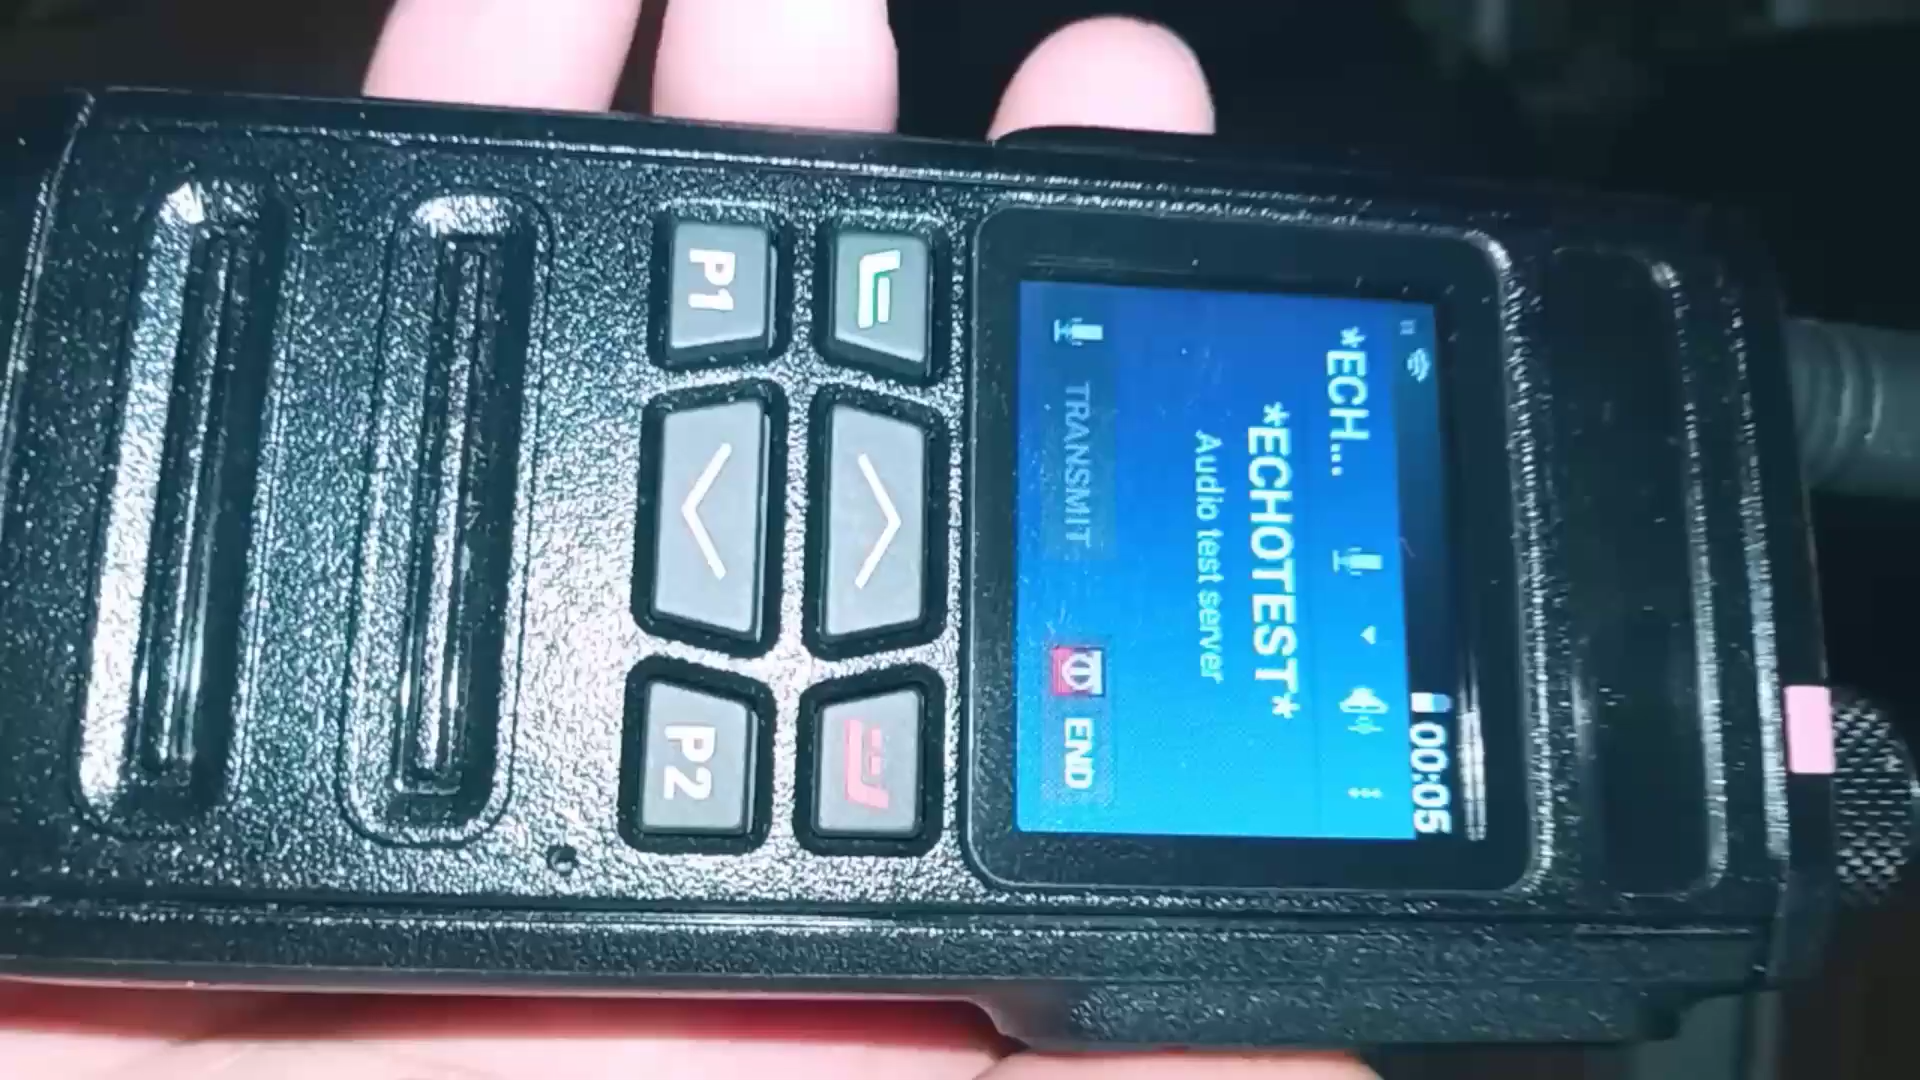 00:05
*ECH...
*ECHOTEST*
Audio test server
TRANSMIT
END
P1
P2